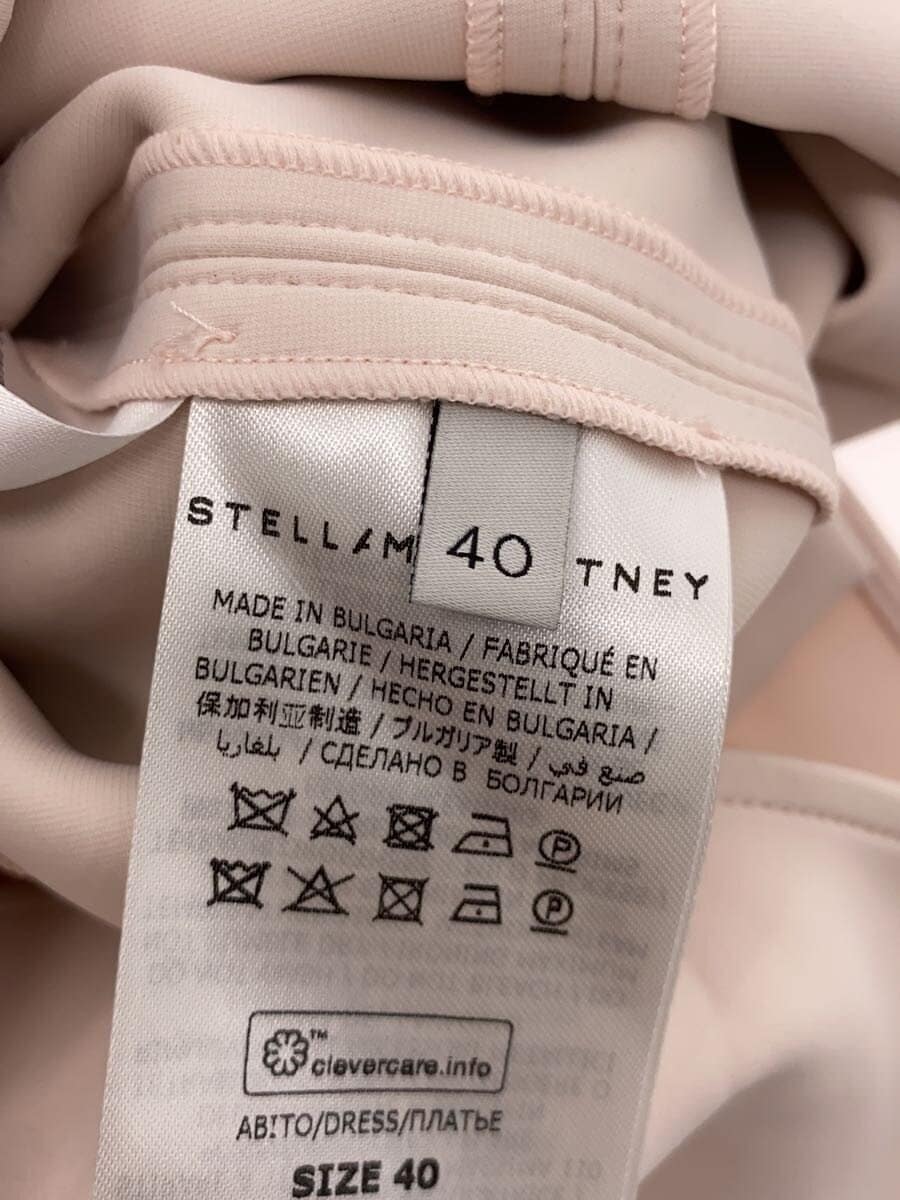 STELLA M
40
TNEY
MADE IN BULGARIA / FABRIQUÉ EN
BULGARIE / HERGESTELLT IN
BULGARIEN / HECHO EN BULGARIA /
保加利亚制造 / ブルガリア製 / صنع في
بلغاريا / СДЕЛАНО В БОЛГАРИИ
P
P
™
clevercare.info
ABITO/DRESS/ПЛАТЬЕ
SIZE 40